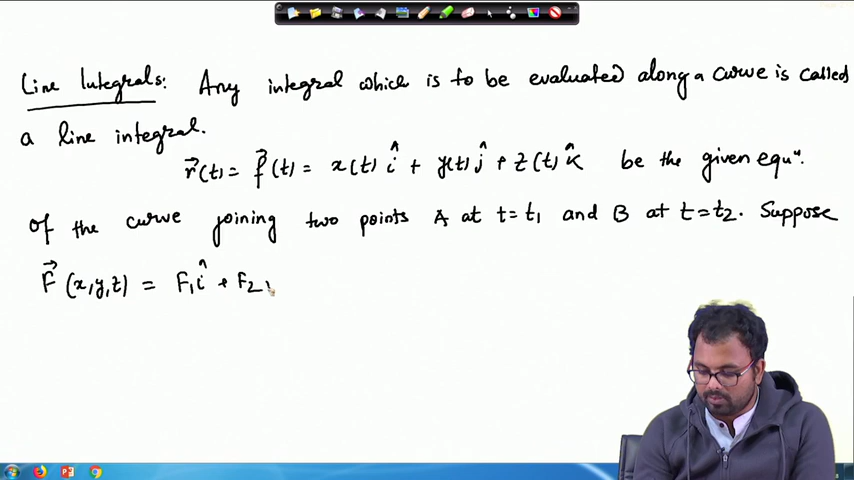 Line Integrals: Any integral which is to be evaluated along a curve is called
a line integral.
r⃗(t) = f⃗(t) = x(t) î + y(t) ĵ + z(t) k̂ be the given equⁿ.
of the curve joining two points A at t=t₁ and B at t=t₂. Suppose
F⃗ (x,y,z) = F₁î + F₂